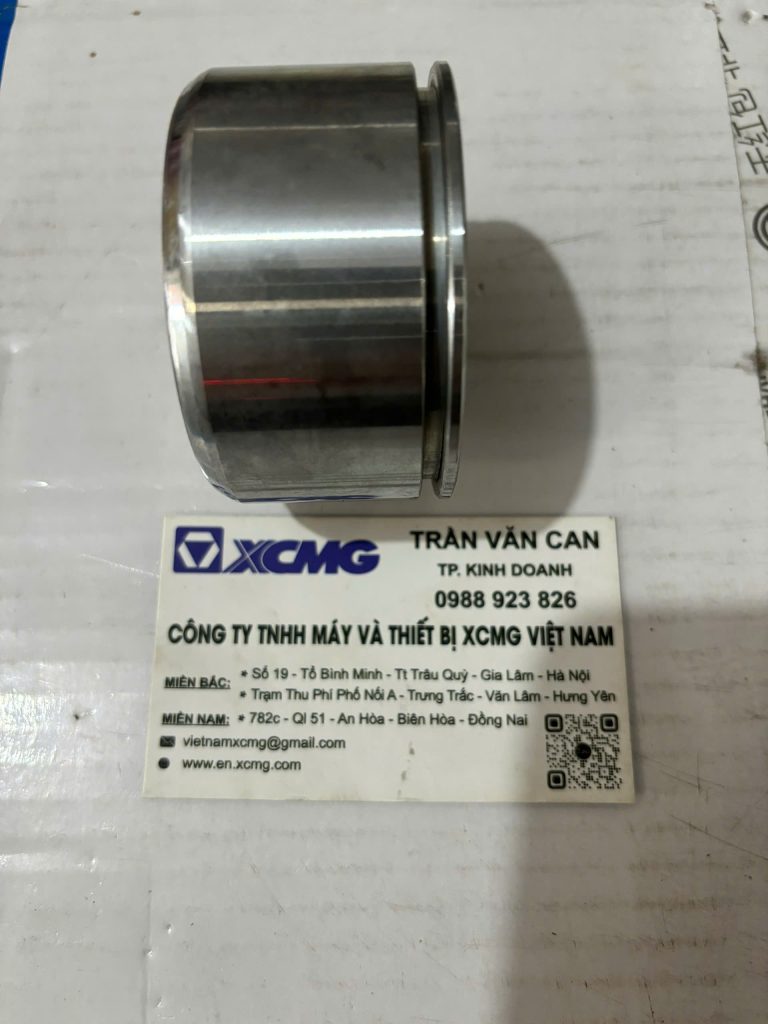 XCMG
TRẦN VĂN CAN
TP. KINH DOANH
0988 923 826
CÔNG TY TNHH MÁY VÀ THIẾT BỊ XCMG VIỆT NAM
MIỀN BẮC: * Số 19 - Tổ Bình Minh - Tt Trâu Quỳ - Gia Lâm - Hà Nội
* Trạm Thu Phí Phố Nối A - Trưng Trắc - Văn Lâm - Hưng Yên
MIỀN NAM: * 782c - Ql 51 - An Hòa - Biên Hòa - Đồng Nai
vietnamxcmg@gmail.com
www.en.xcmg.com